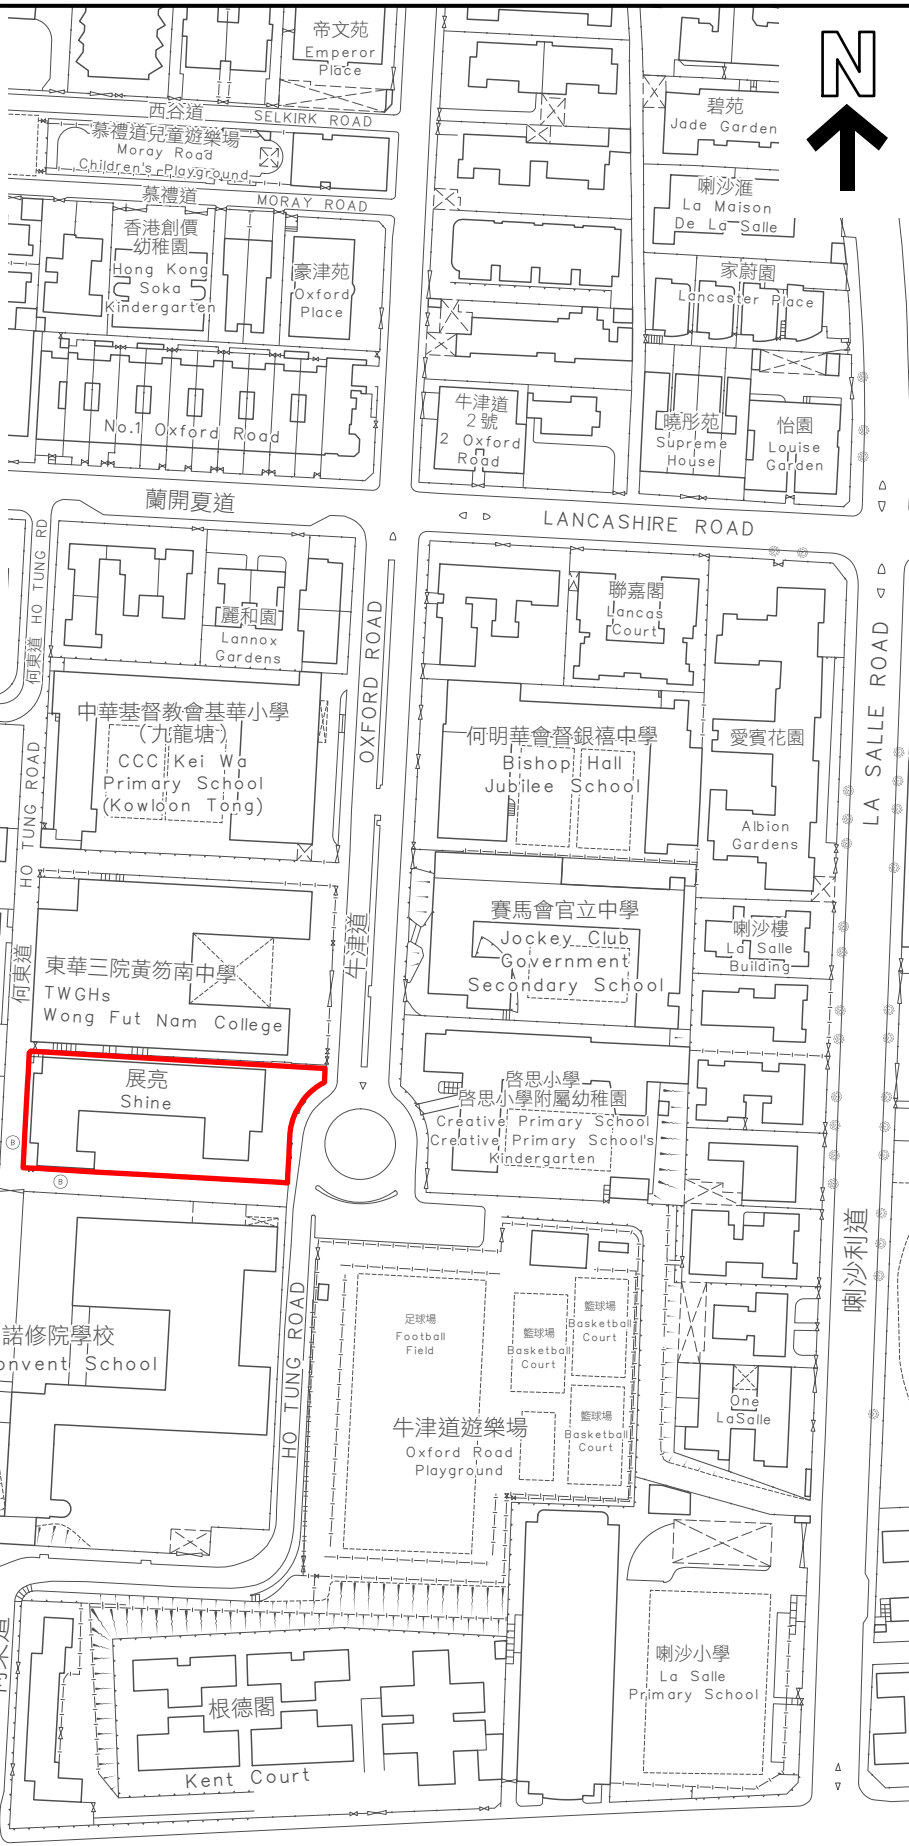 帝文苑
Emperor
Place
N
碧苑
Jade Garden
西谷道
SELKIRK ROAD
慕禮道兒童遊樂場
Moray Road
Children's Playground
慕禮道
MORAY ROAD
喇沙滙
La Maison
De La Salle
香港創價
幼稚園
Hong Kong
Soka
Kindergarten
豪津苑
Oxford
Place
家蔚園
Lancaster Place
No.1 Oxford Road
牛津道
2 號
2 Oxford
Road
曉彤苑
Supreme
House
怡園
Louise
Garden
蘭開夏道
LANCASHIRE ROAD
何東道 HO TUNG RD
麗和園
Lannox
Gardens
OXFORD ROAD
聯嘉閣
Lancas
Court
LA SALLE ROAD
中華基督教會基華小學
（九龍塘）
CCC Kei Wa
Primary School
(Kowloon Tong)
何明華會督銀禧中學
Bishop Hall
Jubilee School
愛賓花園
Albion
Gardens
HO TUNG ROAD
何東道
東華三院黃笏南中學
TWGHs
Wong Fut Nam College
牛津道
賽馬會官立中學
Jockey Club
Government
Secondary School
喇沙樓
La Salle
Building
展亮
Shine
啓思小學
啓思小學附屬幼稚園
Creative Primary School
Creative Primary School's
Kindergarten
B
B
喇沙利道
諾修院學校
onvent School
HO TUNG ROAD
足球場
Football
Field
籃球場
Basketball
Court
籃球場
Basketball
Court
籃球場
Basketball
Court
牛津道遊樂場
Oxford Road
Playground
One
LaSalle
喇沙小學
La Salle
Primary School
根德閣
Kent Court